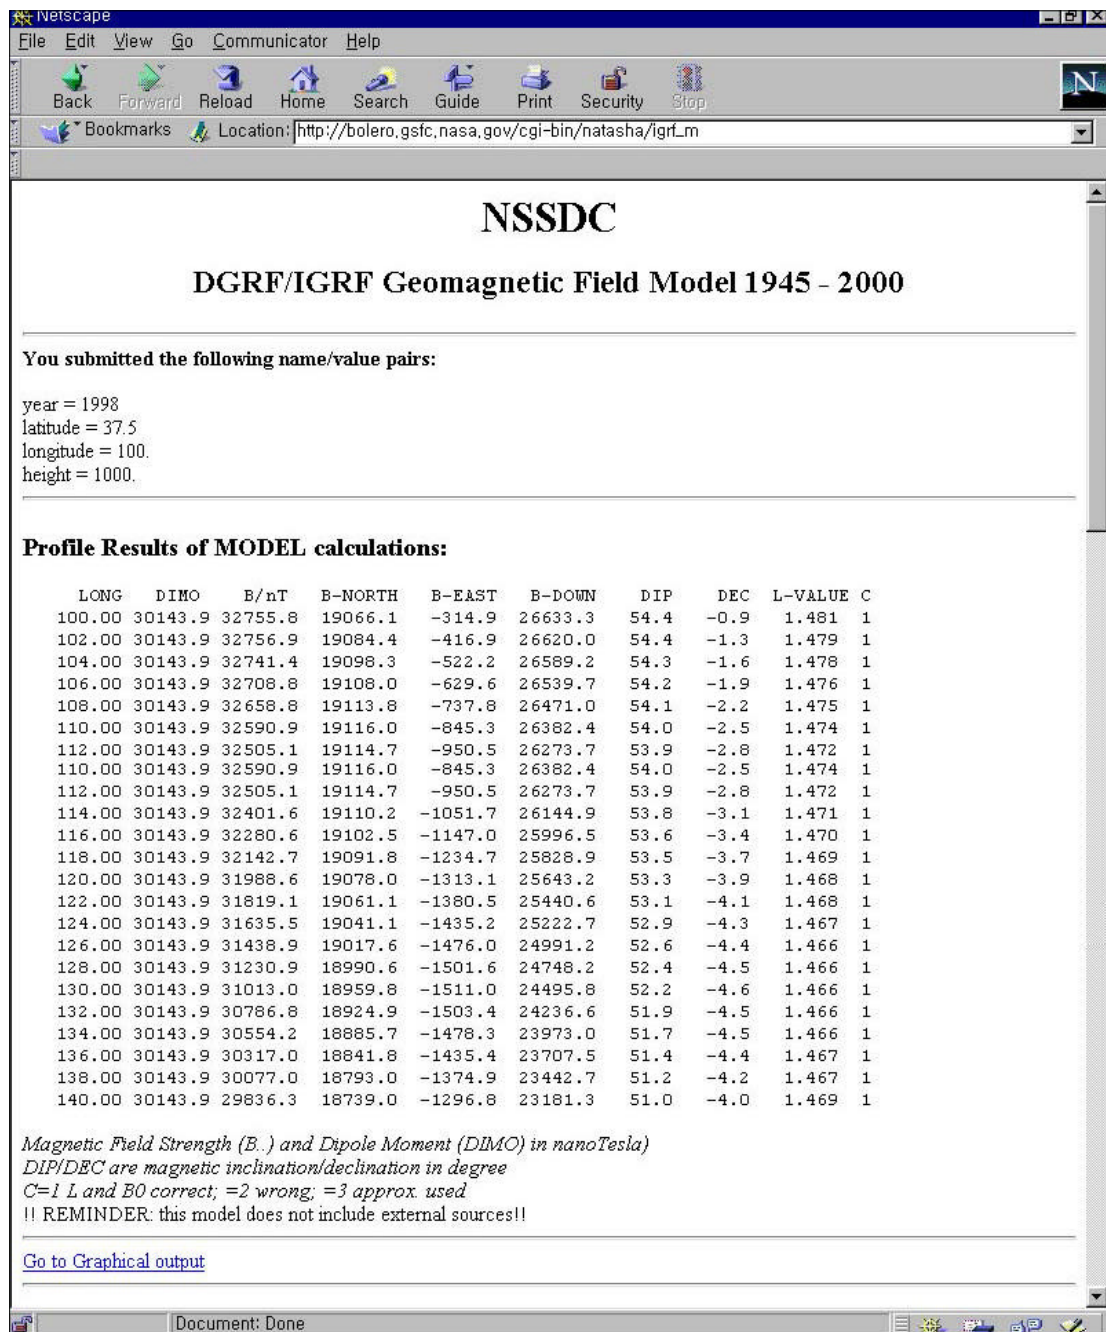 Netscape
File Edit View Go Communicator Help
Back Forward Reload Home Search Guide Print Security Stop
N
Bookmarks Location: http://bolero.gsfc.nasa.gov/cgi-bin/natasha/igrf_m
NSSDC
DGRF/IGRF Geomagnetic Field Model 1945 - 2000
You submitted the following name/value pairs:
year = 1998
latitude = 37.5
longitude = 100.
height = 1000.
Profile Results of MODEL calculations:
LONG DIMO B/nT B-NORTH B-EAST B-DOWN DIP DEC L-VALUE C
100.00 30143.9 32755.8 19066.1 -314.9 26633.3 54.4 -0.9 1.481 1
102.00 30143.9 32756.9 19084.4 -416.9 26620.0 54.4 -1.3 1.479 1
104.00 30143.9 32741.4 19098.3 -522.2 26589.2 54.3 -1.6 1.478 1
106.00 30143.9 32708.8 19108.0 -629.6 26539.7 54.2 -1.9 1.476 1
108.00 30143.9 32658.8 19113.8 -737.8 26471.0 54.1 -2.2 1.475 1
110.00 30143.9 32590.9 19116.0 -845.3 26382.4 54.0 -2.5 1.474 1
112.00 30143.9 32505.1 19114.7 -950.5 26273.7 53.9 -2.8 1.472 1
110.00 30143.9 32590.9 19116.0 -845.3 26382.4 54.0 -2.5 1.474 1
112.00 30143.9 32505.1 19114.7 -950.5 26273.7 53.9 -2.8 1.472 1
114.00 30143.9 32401.6 19110.2 -1051.7 26144.9 53.8 -3.1 1.471 1
116.00 30143.9 32280.6 19102.5 -1147.0 25996.5 53.6 -3.4 1.470 1
118.00 30143.9 32142.7 19091.8 -1234.7 25828.9 53.5 -3.7 1.469 1
120.00 30143.9 31988.6 19078.0 -1313.1 25643.2 53.3 -3.9 1.468 1
122.00 30143.9 31819.1 19061.1 -1380.5 25440.6 53.1 -4.1 1.468 1
124.00 30143.9 31635.5 19041.1 -1435.2 25222.7 52.9 -4.3 1.467 1
126.00 30143.9 31438.9 19017.6 -1476.0 24991.2 52.6 -4.4 1.466 1
128.00 30143.9 31230.9 18990.6 -1501.6 24748.2 52.4 -4.5 1.466 1
130.00 30143.9 31013.0 18959.8 -1511.0 24495.8 52.2 -4.6 1.466 1
132.00 30143.9 30786.8 18924.9 -1503.4 24236.6 51.9 -4.5 1.466 1
134.00 30143.9 30554.2 18885.7 -1478.3 23973.0 51.7 -4.5 1.466 1
136.00 30143.9 30317.0 18841.8 -1435.4 23707.5 51.4 -4.4 1.467 1
138.00 30143.9 30077.0 18793.0 -1374.9 23442.7 51.2 -4.2 1.467 1
140.00 30143.9 29836.3 18739.0 -1296.8 23181.3 51.0 -4.0 1.469 1
Magnetic Field Strength (B..) and Dipole Moment (DIMO) in nanoTesla)
DIP/DEC are magnetic inclination/declination in degree
C=1 L and B0 correct; =2 wrong; =3 approx. used
!! REMINDER: this model does not include external sources!!
Go to Graphical output
Document: Done